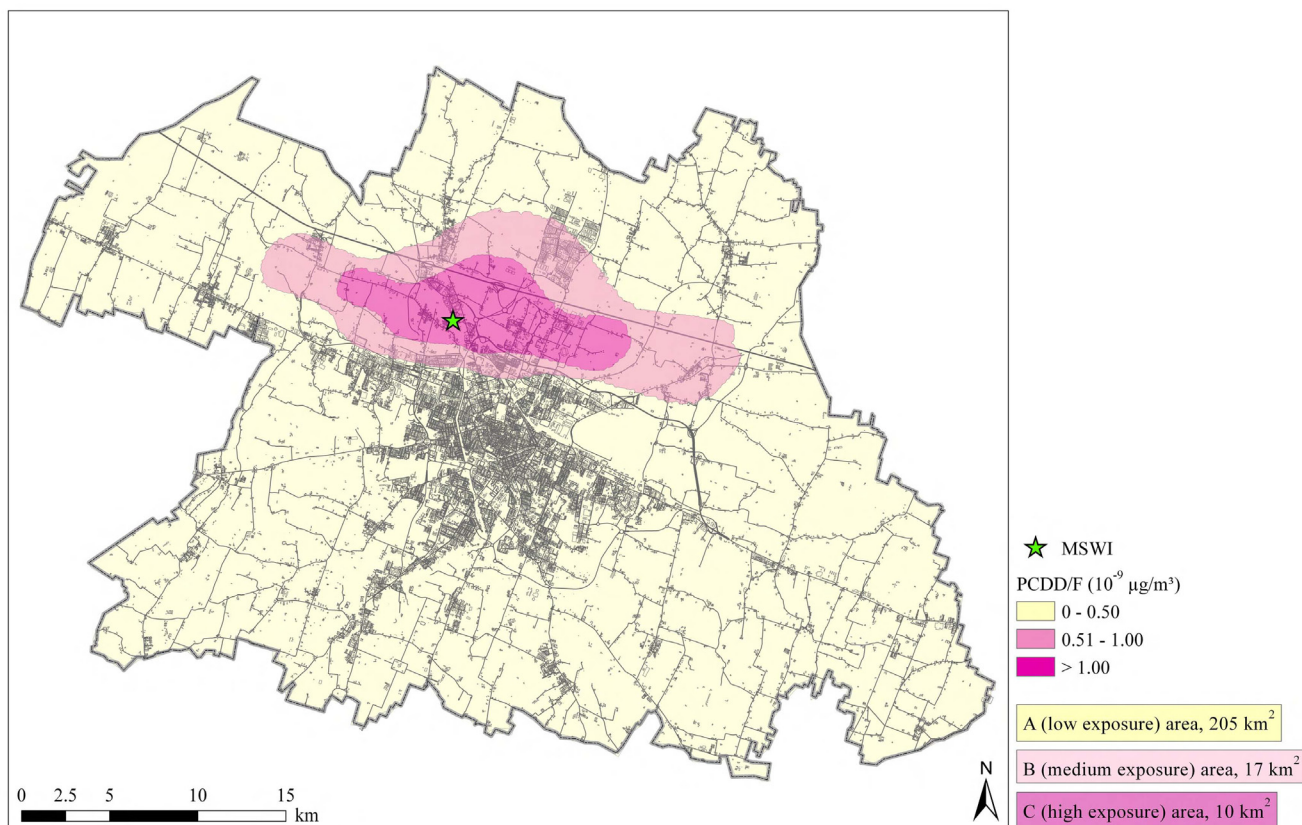 MSWI
PCDD/F (10⁻⁹ µg/m³)
0 - 0.50
0.51 - 1.00
> 1.00
A (low exposure) area, 205 km²
B (medium exposure) area, 17 km²
C (high exposure) area, 10 km²
N
0 2.5 5 10 15
km